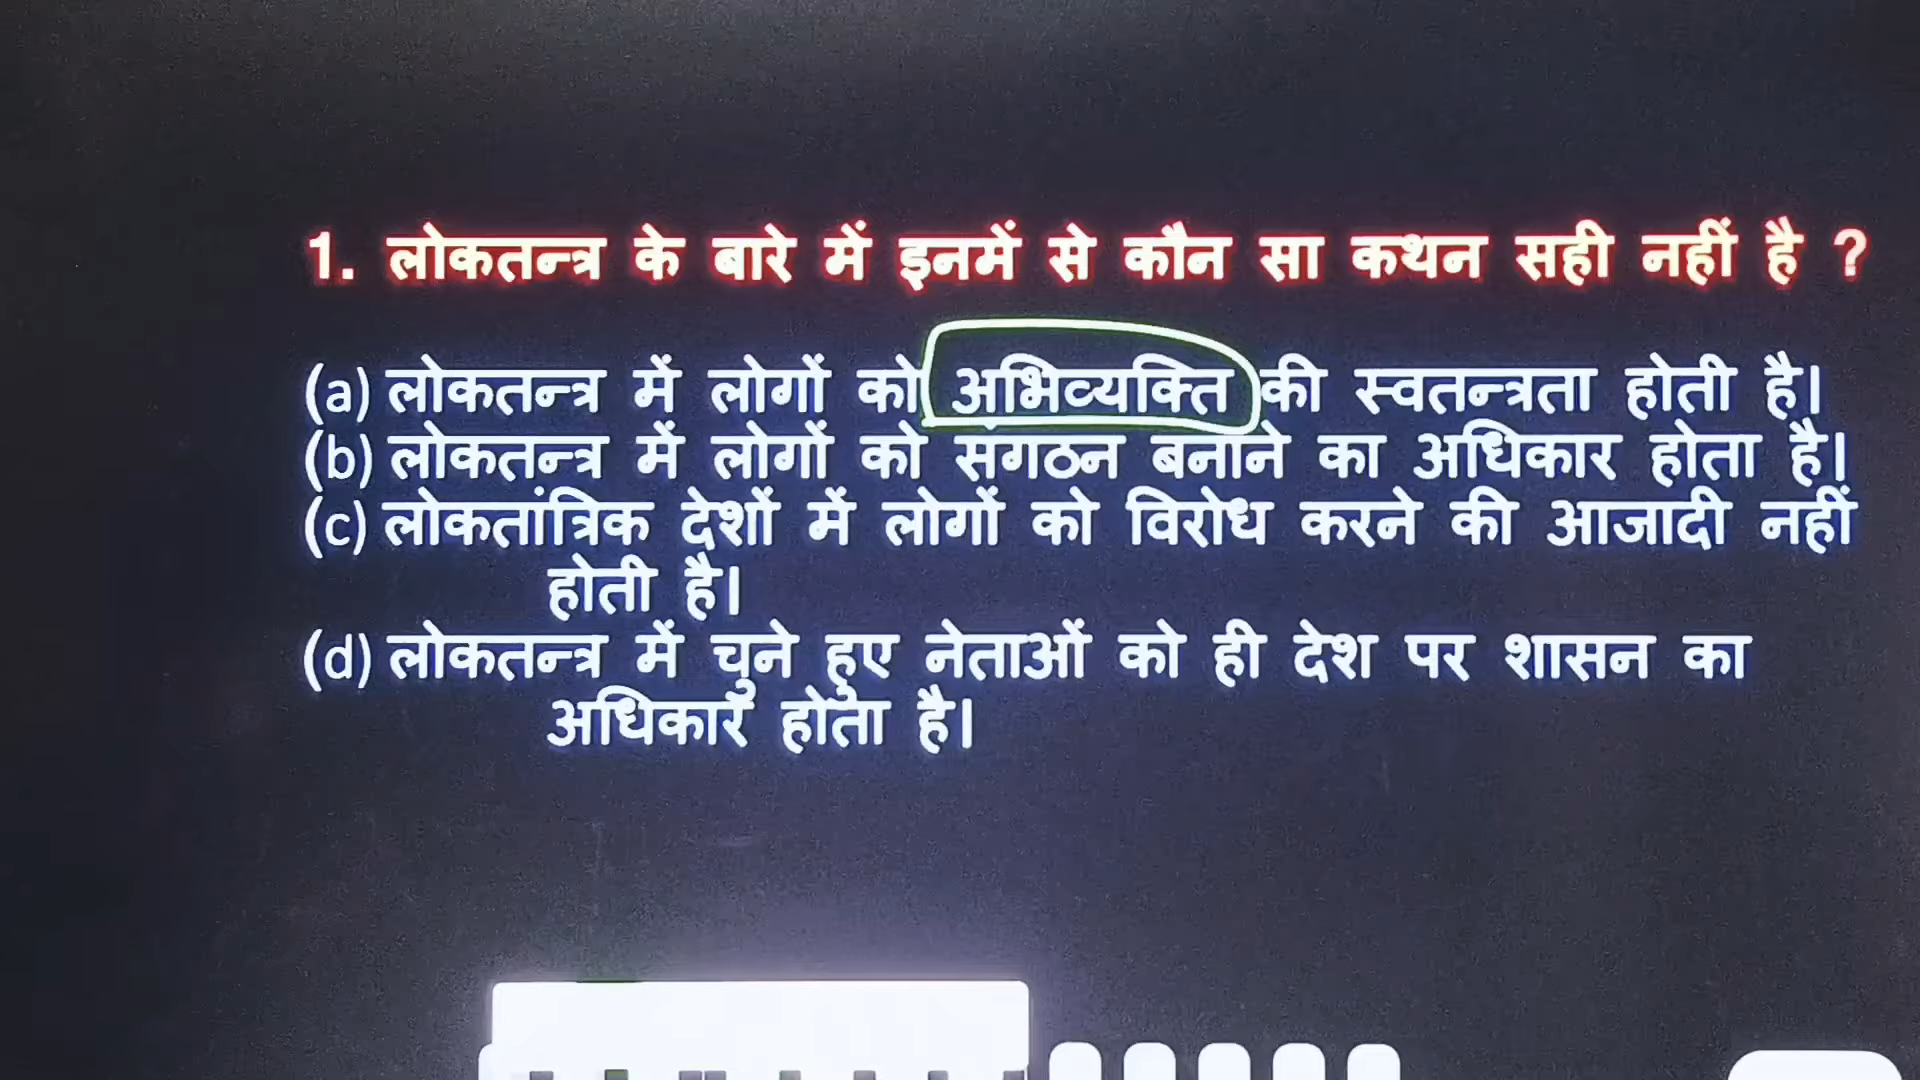 1. लोकतन्त्र के बारे में इनमें से कौन सा कथन सही नहीं है ?
(a) लोकतन्त्र में लोगों को अभिव्यक्ति की स्वतन्त्रता होती है।
(b) लोकतन्त्र में लोगों को संगठन बनाने का अधिकार होता है।
(c) लोकतांत्रिक देशों में लोगों को विरोध करने की आजादी नहीं
होती है।
(d) लोकतन्त्र में चुने हुए नेताओं को ही देश पर शासन का
अधिकार होता है।